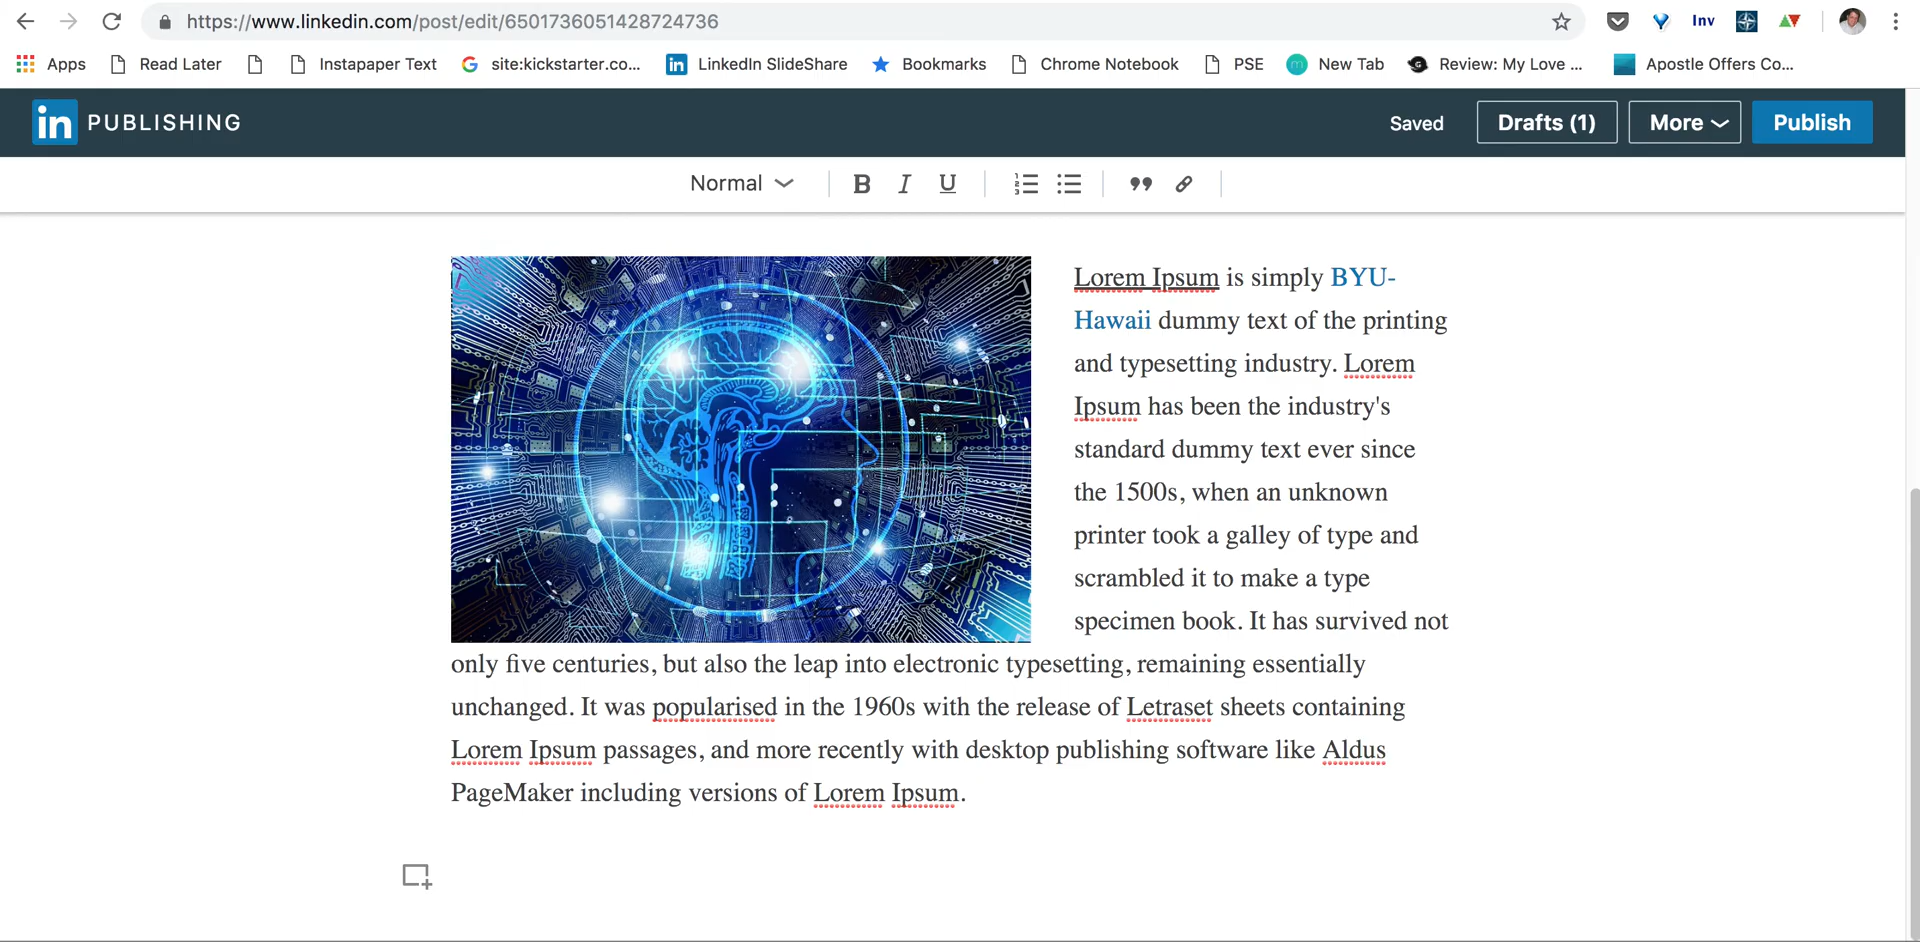 https://www.linkedin.com/post/edit/6501736051428724736
Inv
Apps Read Later Instapaper Text site:kickstarter.co... LinkedIn SlideShare Bookmarks Chrome Notebook PSE New Tab Review: My Love ... Apostle Offers Co...
in PUBLISHING Saved Drafts (1) More Publish
Normal B I U
Lorem Ipsum is simply BYU-
Hawaii dummy text of the printing
and typesetting industry. Lorem
Ipsum has been the industry's
standard dummy text ever since
the 1500s, when an unknown
printer took a galley of type and
scrambled it to make a type
specimen book. It has survived not
only five centuries, but also the leap into electronic typesetting, remaining essentially
unchanged. It was popularised in the 1960s with the release of Letraset sheets containing
Lorem Ipsum passages, and more recently with desktop publishing software like Aldus
PageMaker including versions of Lorem Ipsum.